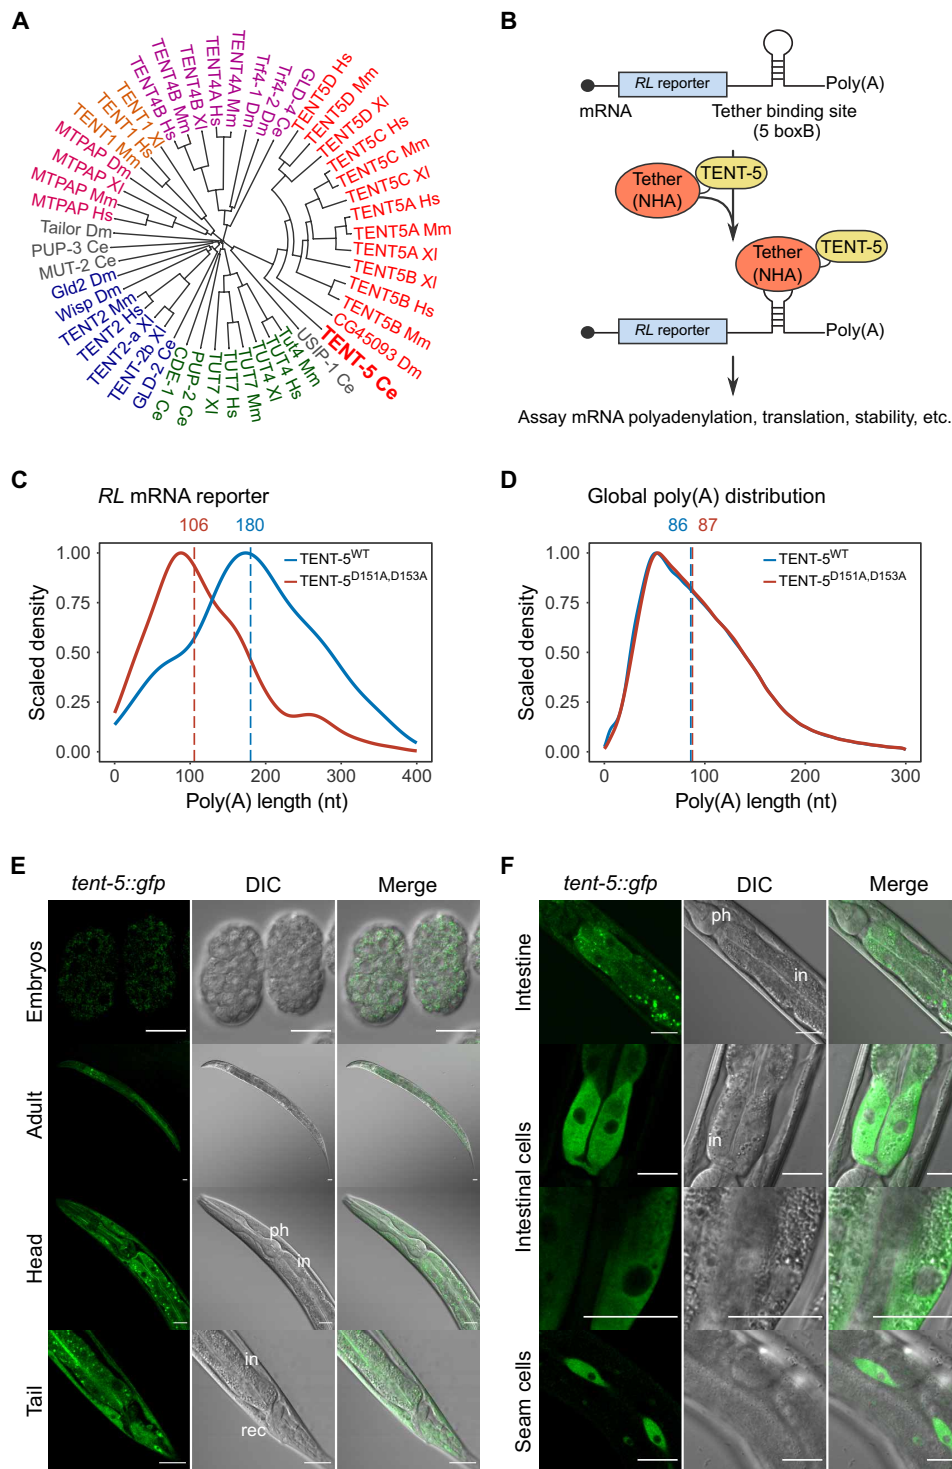 A
TENT4B Hs
TENT4B Mm
TENT4B Xl
TENT4A Hs
TENT4A Mm
Trf4-1 Dm
Trf4-2 Dm
GLD-4 Ce
TENT5D Hs
TENT5D Mm
TENT5D Xl
TENT5C Hs
TENT5C Mm
TENT5C Xl
TENT5A Hs
TENT5A Mm
TENT5A Xl
TENT5B Xl
TENT5B Hs
TENT5B Mm
CG45093 Dm
TENT-5 Ce
USIP-1 Ce
Tut4 Mm
TUT4 Hs
TUT4 Xl
TUT7 Mm
TUT7 Hs
TUT7 Xl
PUP-2 Ce
CDE-1 Ce
GLD-2 Ce
TENT-2b Xl
TENT2-a Xl
TENT2 Hs
TENT2 Mm
Wisp Dm
Gld2 Dm
MUT-2 Ce
PUP-3 Ce
Tailor Dm
MTPAP Hs
MTPAP Mm
MTPAP Xl
MTPAP Dm
TENT1 Mm
TENT1 Hs
TENT1 Xl
B
RL reporter
Poly(A)
mRNA
Tether binding site
(5 boxB)
Tether
(NHA)
TENT-5
Tether
(NHA)
TENT-5
RL reporter
Poly(A)
Assay mRNA polyadenylation, translation, stability, etc.
C
RL mRNA reporter
106 180
TENT-5WT
TENT-5D151A,D153A
Scaled density
1.00
0.75
0.50
0.25
0.00
0 100 200 300 400
Poly(A) length (nt)
D
Global poly(A) distribution
86 87
TENT-5WT
TENT-5D151A,D153A
Scaled density
1.00
0.75
0.50
0.25
0.00
0 100 200 300
Poly(A) length (nt)
E
tent-5::gfp DIC Merge
Embryos
Adult
Head
ph
in
Tail
in
rec
F
tent-5::gfp DIC Merge
Intestine
ph
in
Intestinal cells
in
Seam cells